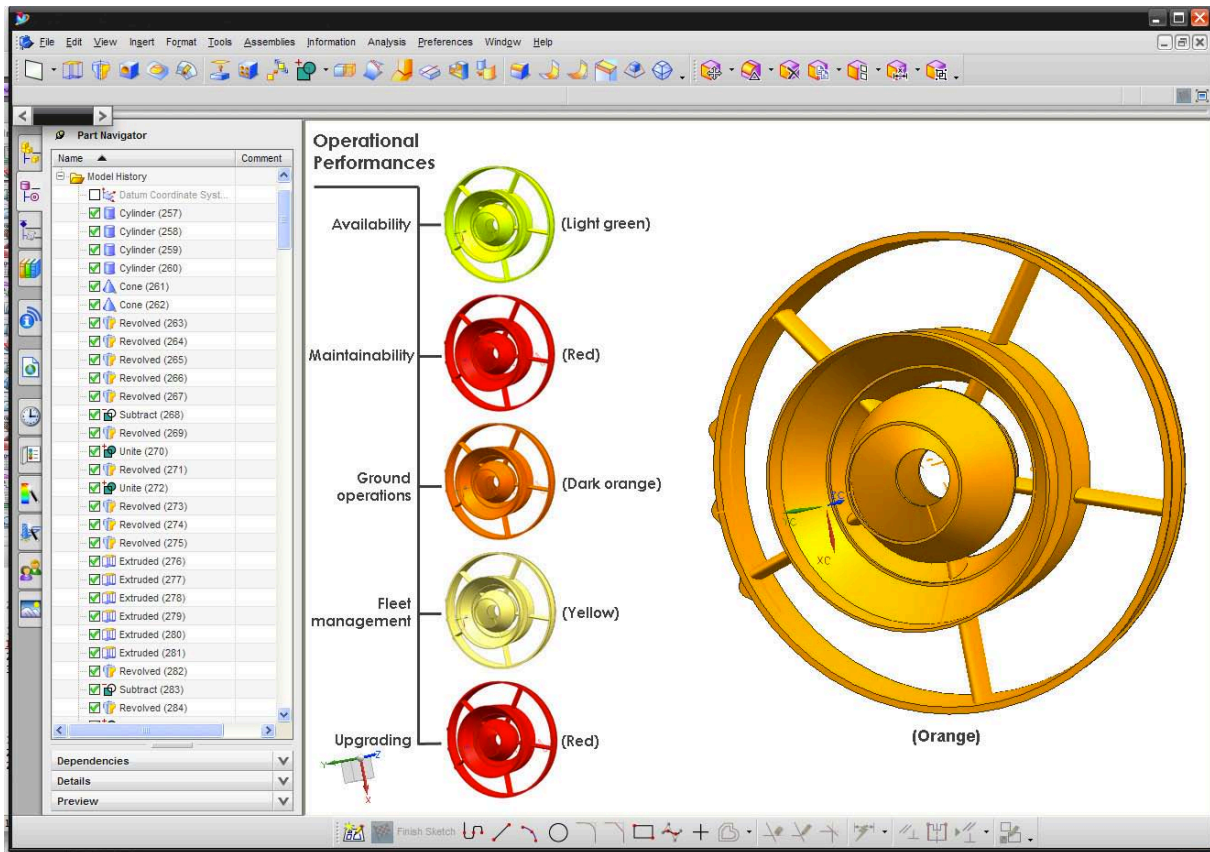 File Edit View Insert Format Tools Assemblies Information Analysis Preferences Window Help
Part Navigator
Name Comment
Model History
Datum Coordinate Syst...
Cylinder (257)
Cylinder (258)
Cylinder (259)
Cylinder (260)
Cone (261)
Cone (262)
Revolved (263)
Revolved (264)
Revolved (265)
Revolved (266)
Revolved (267)
Subtract (268)
Revolved (269)
Unite (270)
Revolved (271)
Unite (272)
Revolved (273)
Revolved (274)
Revolved (275)
Extruded (276)
Extruded (277)
Extruded (278)
Extruded (279)
Extruded (280)
Extruded (281)
Revolved (282)
Subtract (283)
Revolved (284)
Dependencies
Details
Preview
Operational
Performances
Availability
(Light green)
Maintainability
(Red)
Ground
operations
(Dark orange)
Fleet
management
(Yellow)
Upgrading
(Red)
Y Z
X
ZC
YC
XC
(Orange)
Finish Sketch